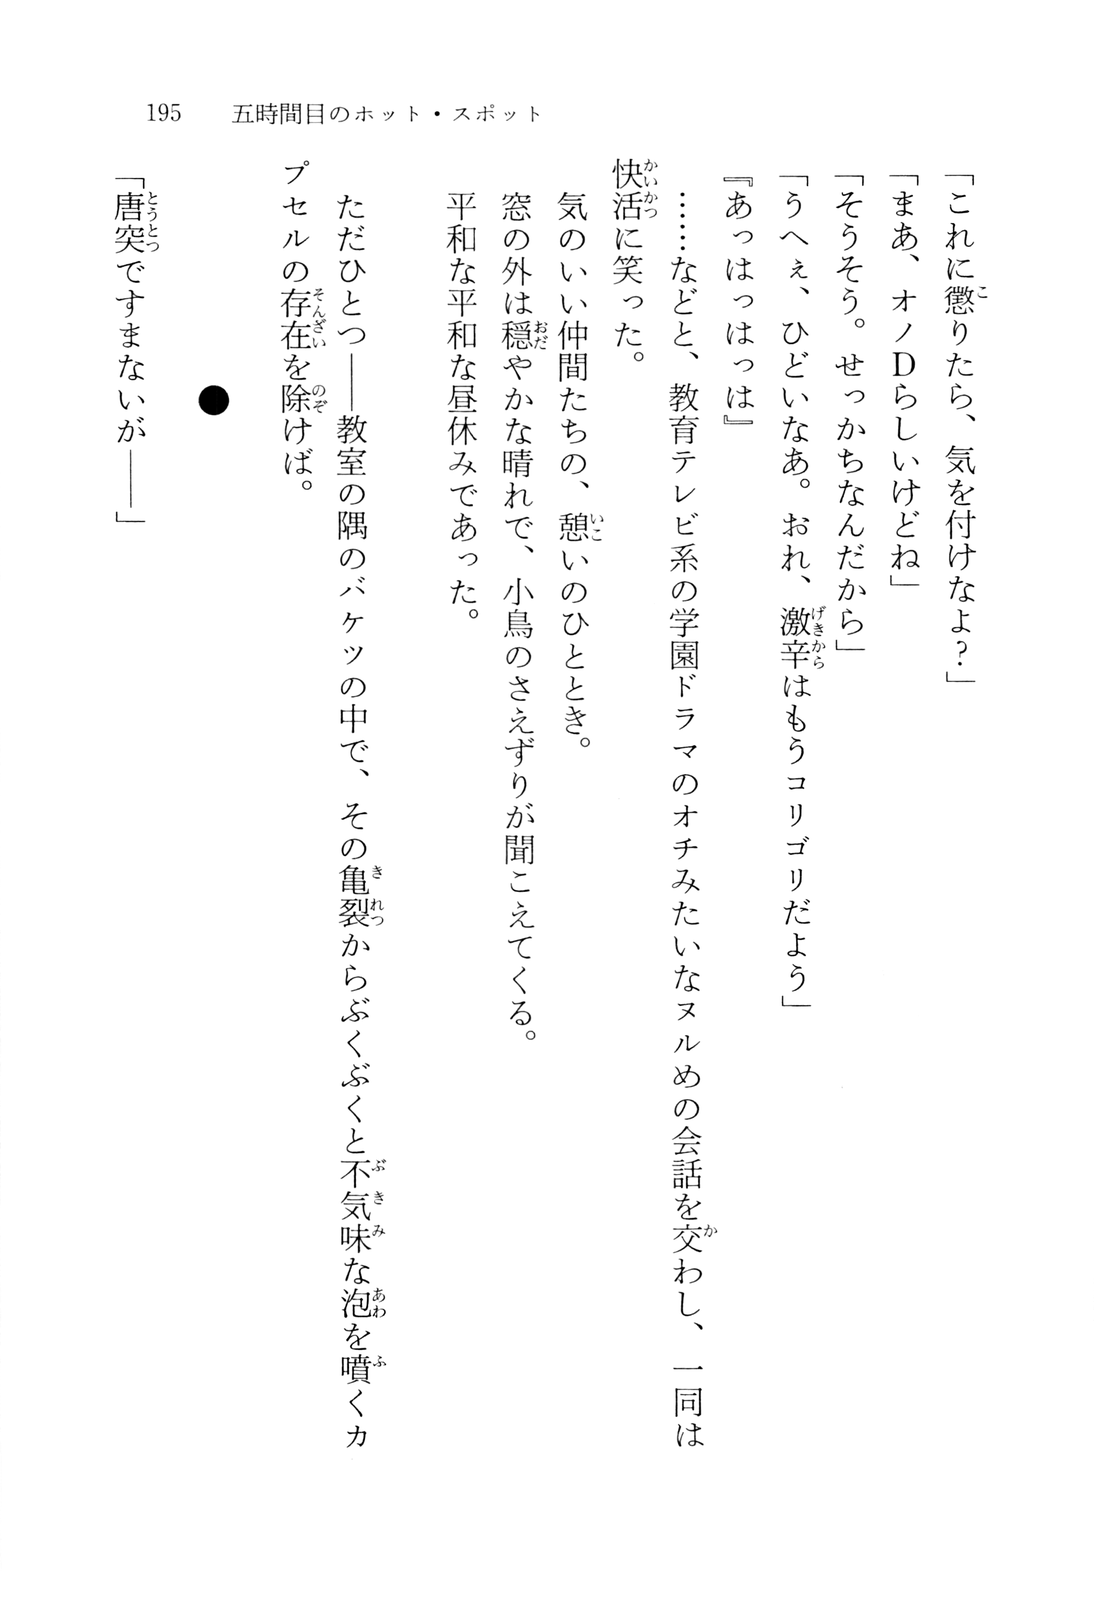 195　五時間目のホット・スポット
「これに懲りたら、気を付けなよ？」
「まあ、オノDらしいけどね」
「そうそう。せっかちなんだから」
「うへぇ、ひどいなあ。おれ、激辛はもうコリゴリだよう」
『あっはっはっは』
……などと、教育テレビ系の学園ドラマのオチみたいなヌルめの会話を交わし、一同は
快活に笑った。
気のいい仲間たちの、憩いのひととき。
窓の外は穏やかな晴れで、小鳥のさえずりが聞こえてくる。
平和な平和な昼休みであった。
ただひとつ――教室の隅のバケツの中で、その亀裂からぶくぶくと不気味な泡を噴くカ
プセルの存在を除けば。
●
「唐突ですまないが――」